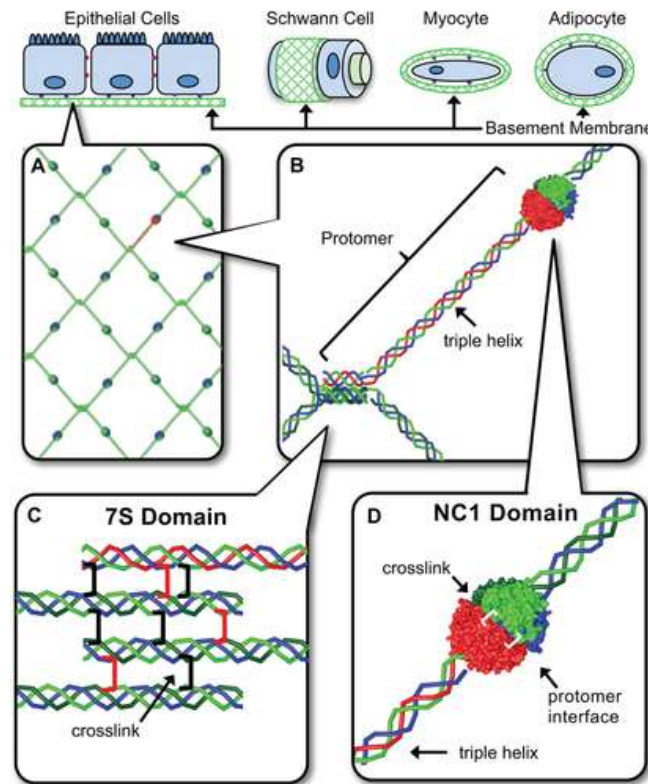 Epithelial Cells
Schwann Cell
Myocyte
Adipocyte
Basement Membrane
A
B
Protomer
triple helix
C
7S Domain
crosslink
D
NC1 Domain
crosslink
protomer
interface
triple helix